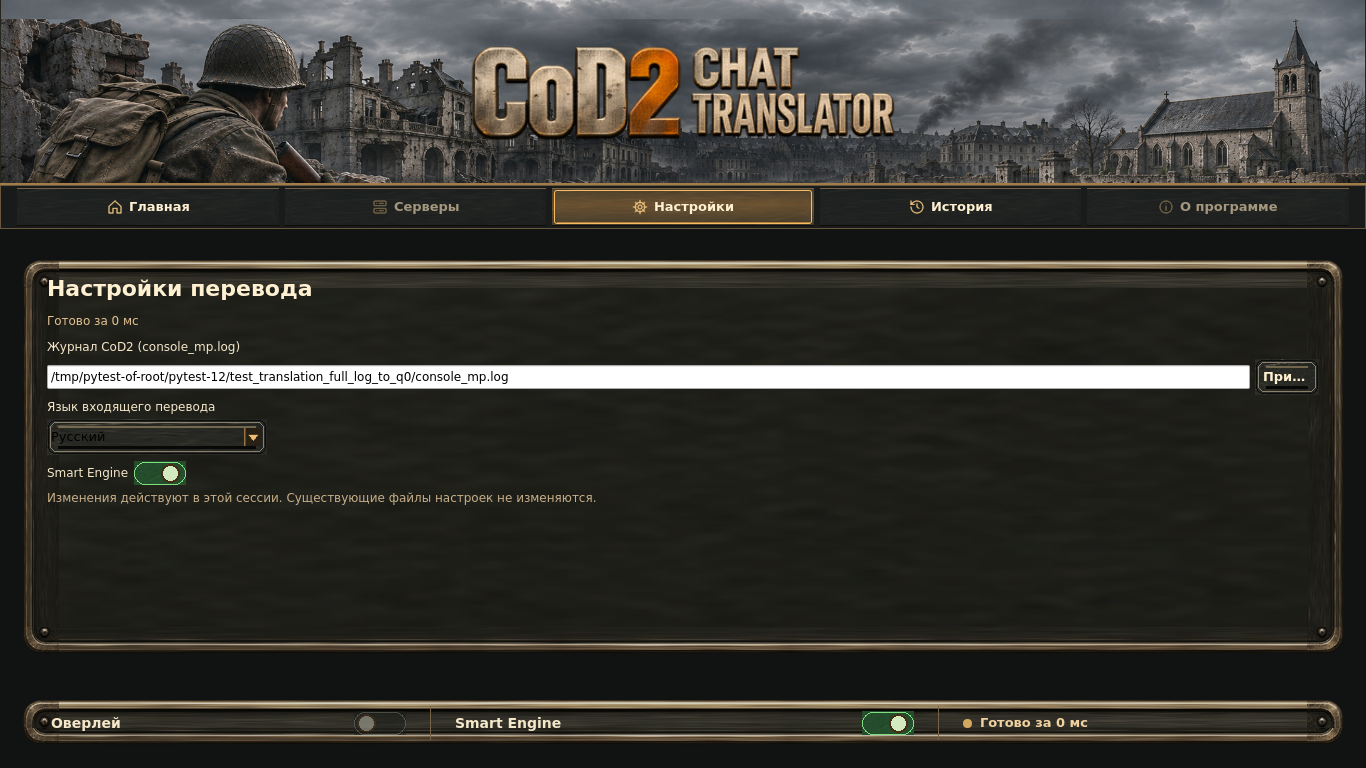 CoD2 CHAT TRANSLATOR
Главная
Серверы
Настройки
История
О программе
Настройки перевода
Готово за 0 мс
Журнал CoD2 (console_mp.log)
/tmp/pytest-of-root/pytest-12/test_translation_full_log_to_q0/console_mp.log
При...
Язык входящего перевода
Русский
Smart Engine
Изменения действуют в этой сессии. Существующие файлы настроек не изменяются.
Оверлей
Smart Engine
Готово за 0 мс